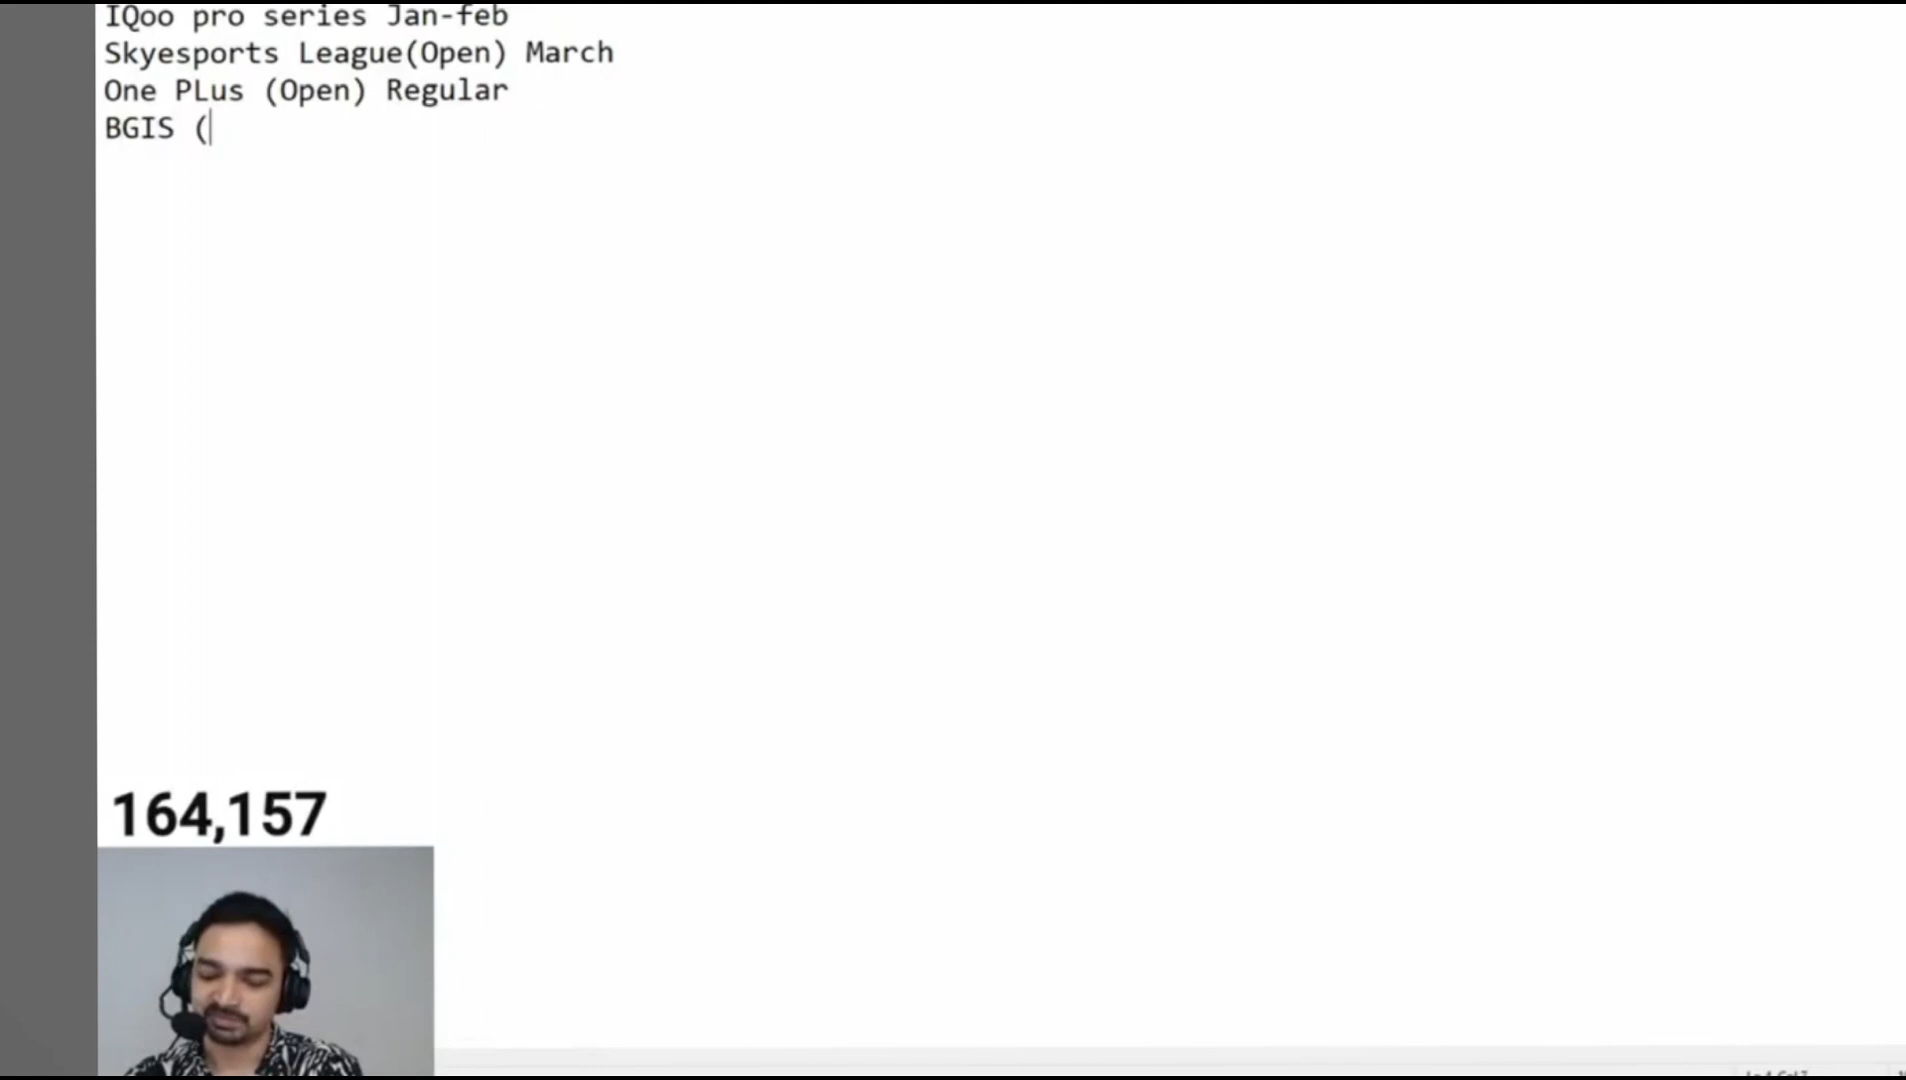 IQoo pro series Jan-feb
Skyesports League(Open) March
One PLus (Open) Regular
BGIS (
164,157